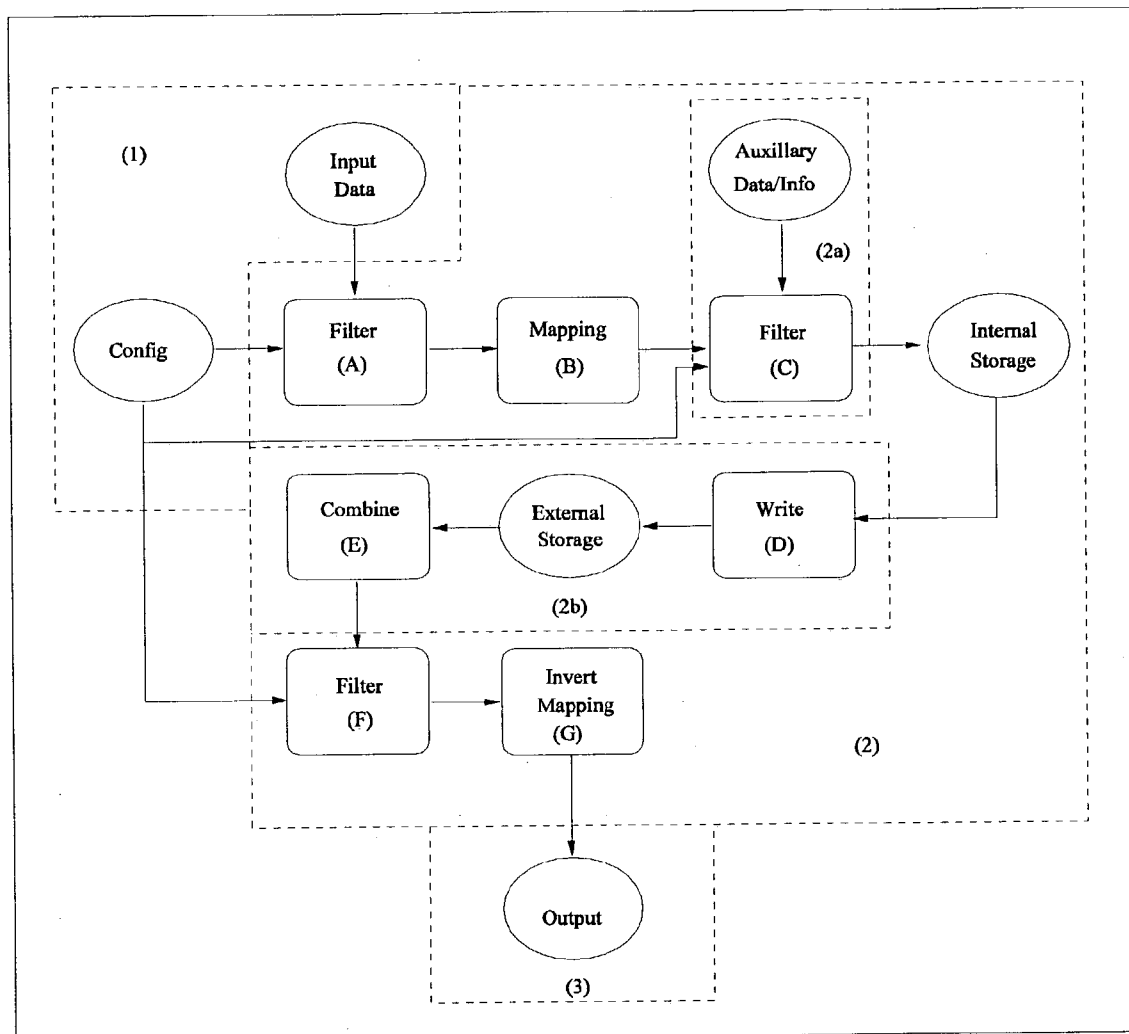 (1)
Input
Data
Auxillary
Data/Info
(2a)
Config
Filter
(A)
Mapping
(B)
Filter
(C)
Internal
Storage
Combine
(E)
External
Storage
Write
(D)
(2b)
Filter
(F)
Invert
Mapping
(G)
(2)
Output
(3)